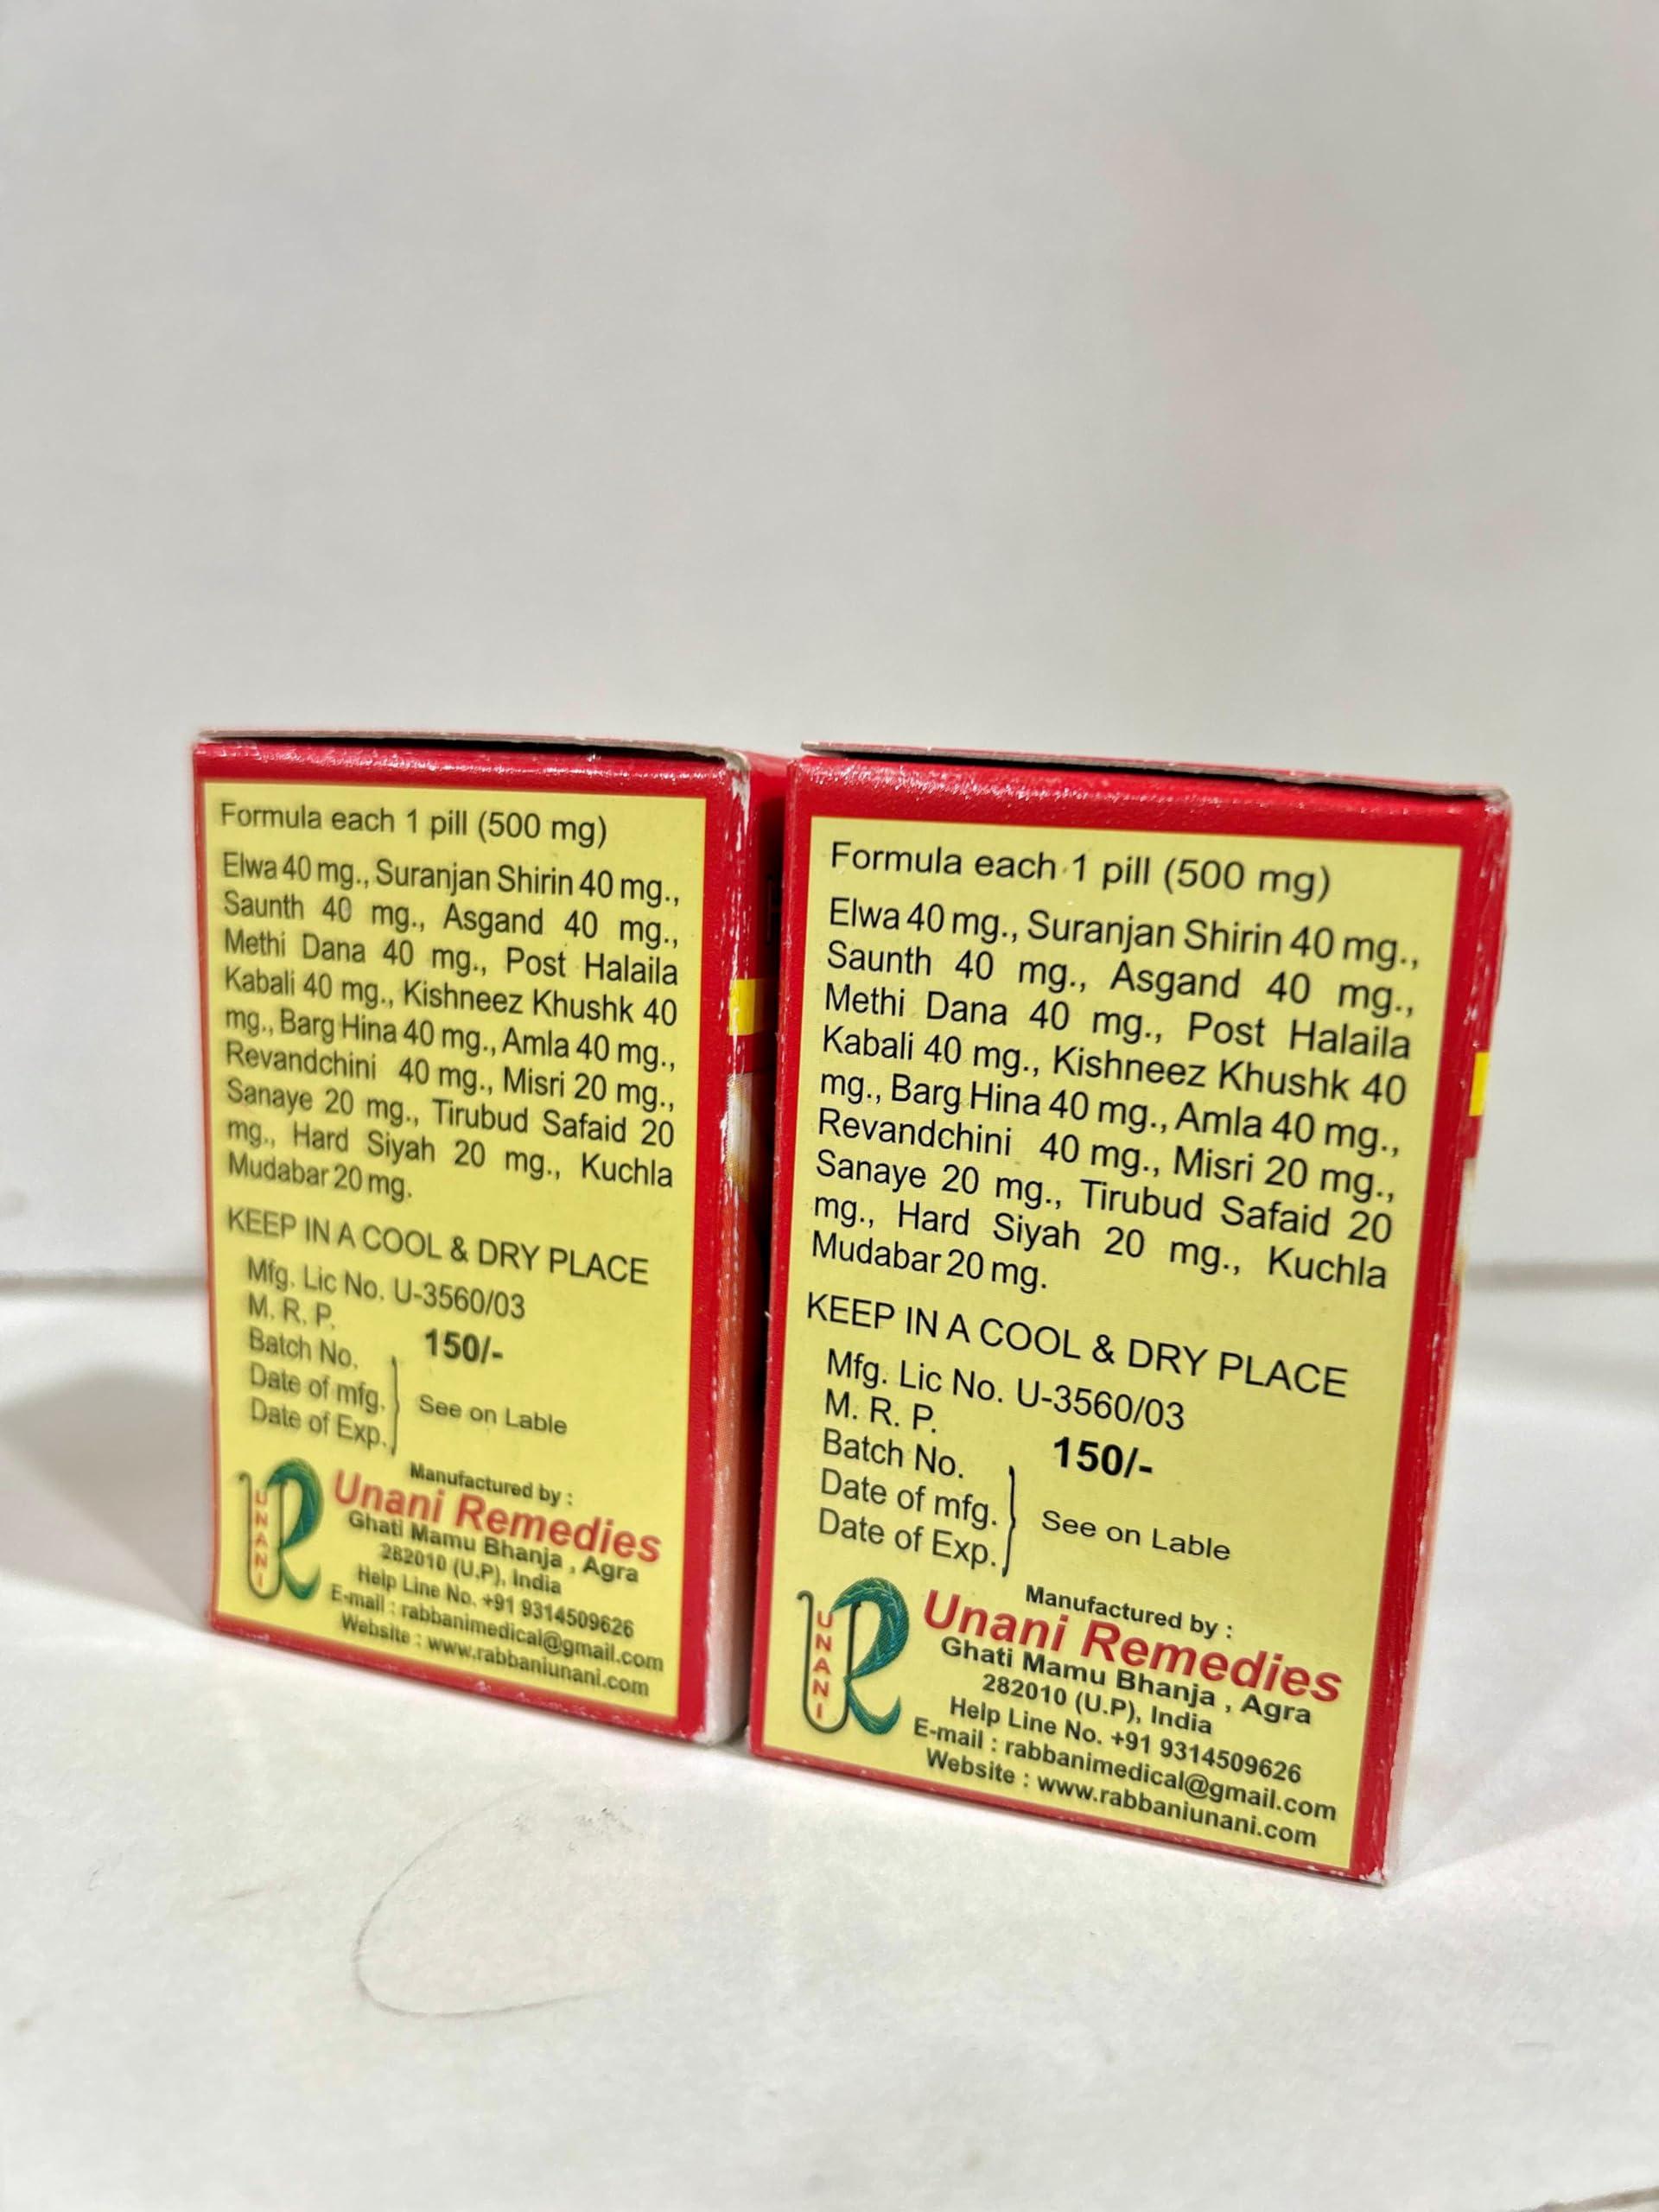 Formula each 1 pill (500 mg)
Elwa 40 mg., Suranjan Shirin 40 mg.,
Saunth 40 mg., Asgand 40 mg.,
Methi Dana 40 mg., Post Halaila
Kabali 40 mg., Kishneez Khushk 40
mg., Barg Hina 40 mg., Amla 40 mg.,
Revandchini 40 mg., Misri 20 mg.,
Sanaye 20 mg., Tirubud Safaid 20
mg., Hard Siyah 20 mg., Kuchla
Mudabar 20 mg.
KEEP IN A COOL & DRY PLACE
Mfg. Lic No. U-3560/03
M. R. P. 150/-
Batch No.
Date of mfg.
Date of Exp.
See on Lable
Manufactured by :
Unani Remedies
Ghati Mamu Bhanja , Agra
282010 (U.P), India
Help Line No. +91 9314509626
E-mail : rabbanimedical@gmail.com
Website : www.rabbaniunani.com
UNANI
Formula each 1 pill (500 mg)
Elwa 40 mg., Suranjan Shirin 40 mg.,
Saunth 40 mg., Asgand 40 mg.,
Methi Dana 40 mg., Post Halaila
Kabali 40 mg., Kishneez Khushk 40
mg., Barg Hina 40 mg., Amla 40 mg.,
Revandchini 40 mg., Misri 20 mg.,
Sanaye 20 mg., Tirubud Safaid 20
mg., Hard Siyah 20 mg., Kuchla
Mudabar 20 mg.
KEEP IN A COOL & DRY PLACE
Mfg. Lic No. U-3560/03
M. R. P. 150/-
Batch No.
Date of mfg.
Date of Exp.
See on Lable
Manufactured by :
Unani Remedies
Ghati Mamu Bhanja , Agra
282010 (U.P), India
Help Line No. +91 9314509626
E-mail : rabbanimedical@gmail.com
Website : www.rabbaniunani.com
UNANI